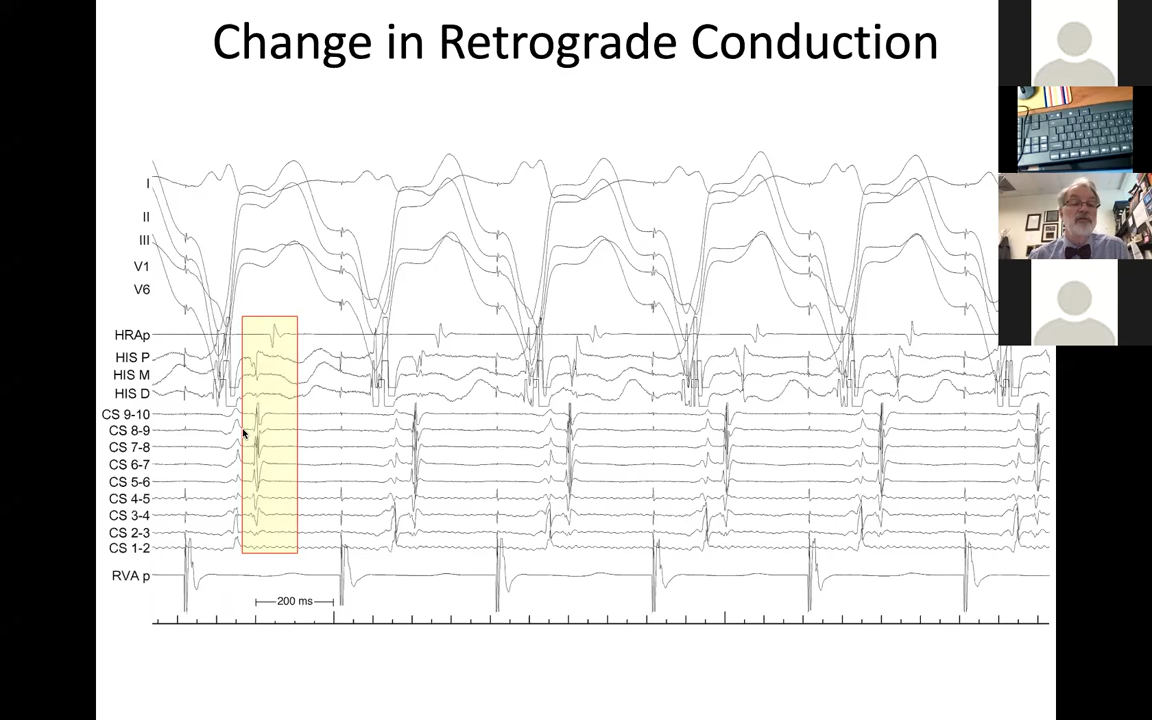 Change in Retrograde Conduction
I
II
III
V1
V6
HRAp
HIS P
HIS M
HIS D
CS 9-10
CS 8-9
CS 7-8
CS 6-7
CS 5-6
CS 4-5
CS 3-4
CS 2-3
CS 1-2
RVA p
200 ms